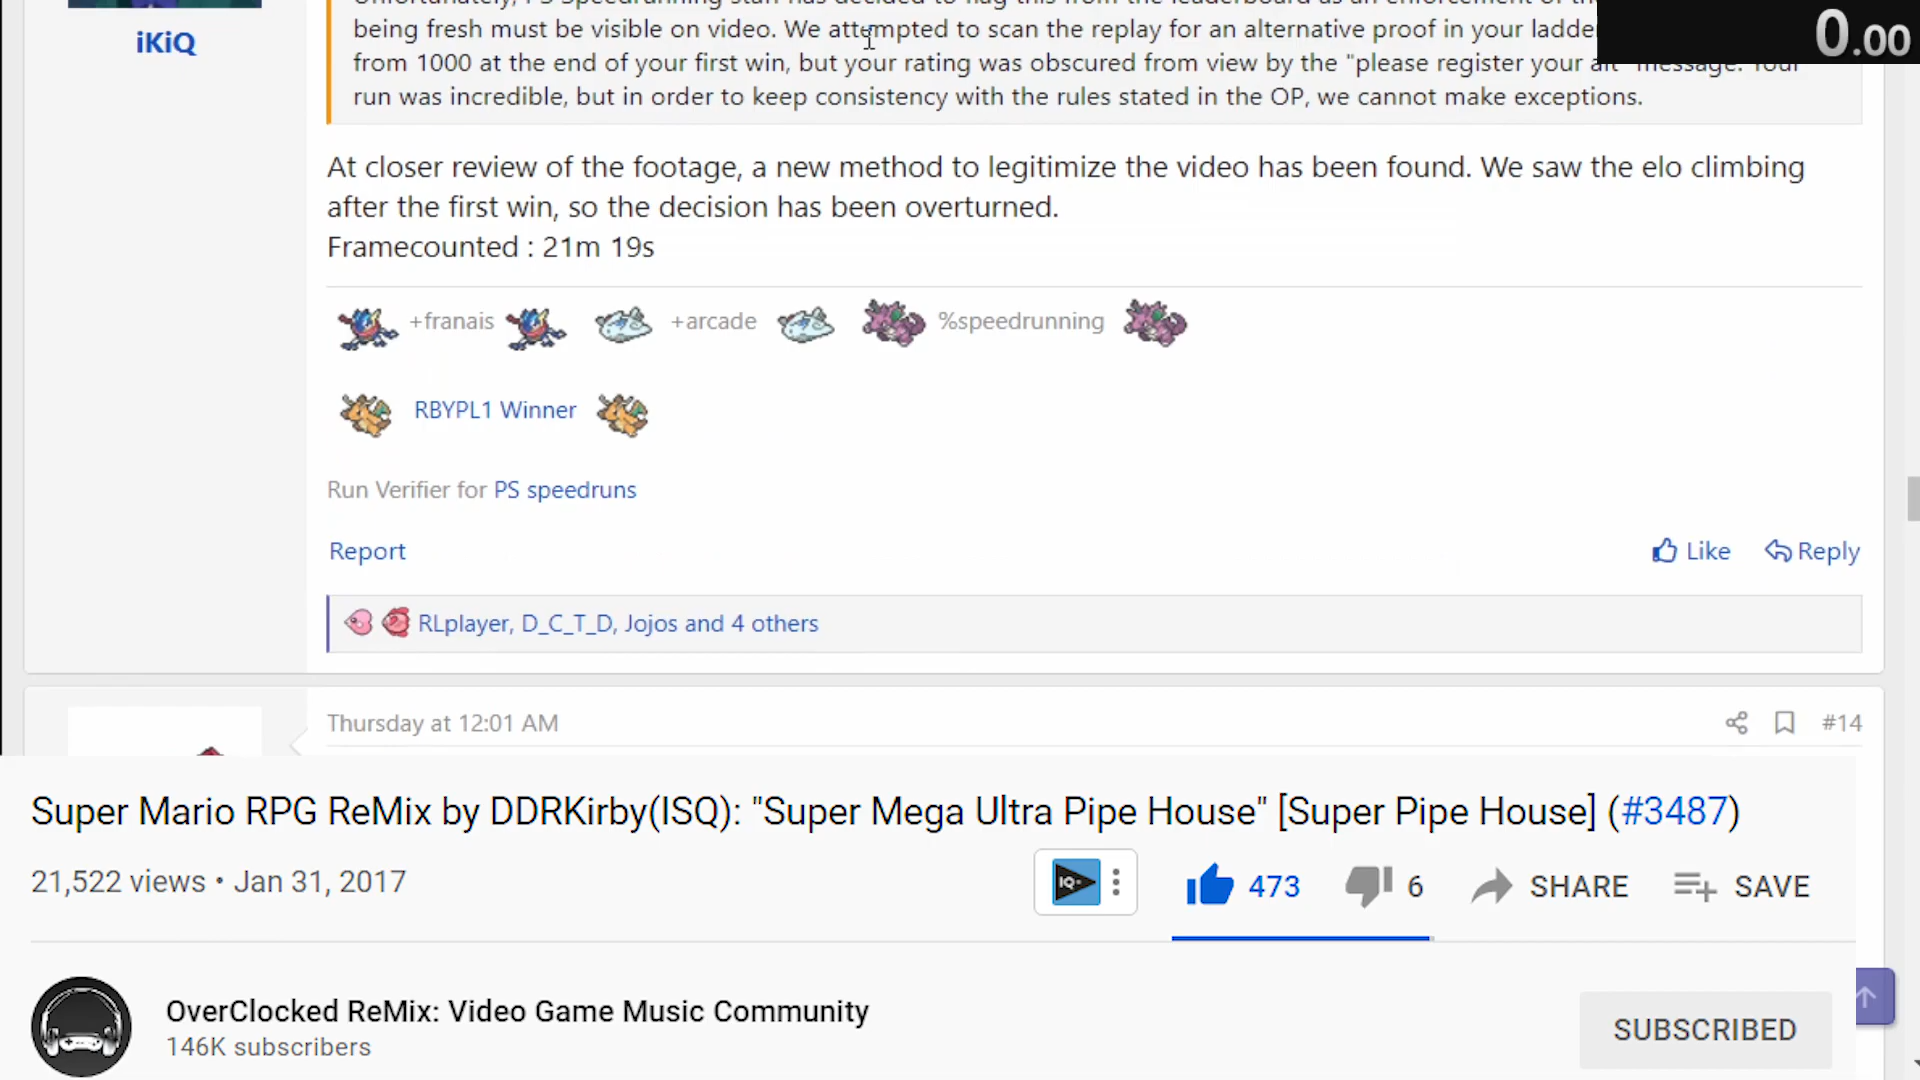 0.00
iKiQ
being fresh must be visible on video. We attempted to scan the replay for an alternative proof in your ladde
from 1000 at the end of your first win, but your rating was obscured from view by the "please register your alt" message. Your
run was incredible, but in order to keep consistency with the rules stated in the OP, we cannot make exceptions.
At closer review of the footage, a new method to legitimize the video has been found. We saw the elo climbing
after the first win, so the decision has been overturned.
Framecounted : 21m 19s
+franais +arcade %speedrunning
RBYPL1 Winner
Run Verifier for PS speedruns
Report Like Reply
RLplayer, D_C_T_D, Jojos and 4 others
Thursday at 12:01 AM #14
Super Mario RPG ReMix by DDRKirby(ISQ): "Super Mega Ultra Pipe House" [Super Pipe House] (#3487)
21,522 views • Jan 31, 2017 IQ 473 6 SHARE SAVE
OverClocked ReMix: Video Game Music Community
146K subscribers
SUBSCRIBED